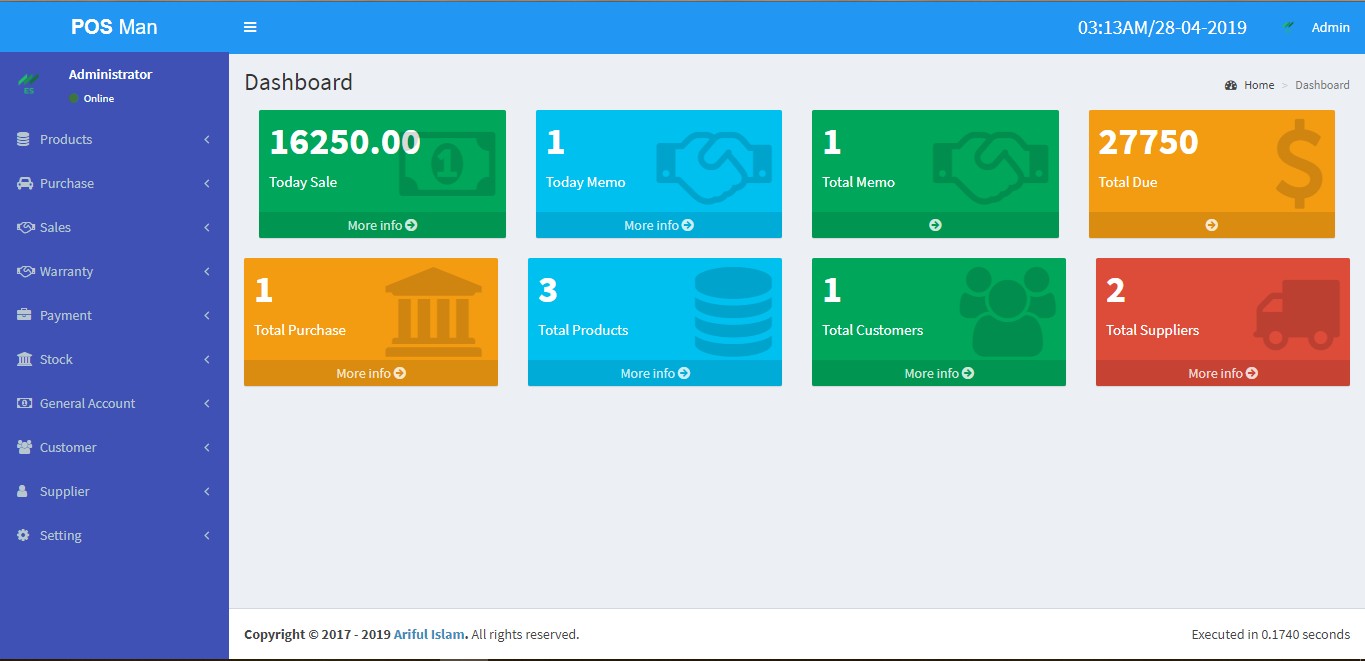 POS Man
03:13AM/28-04-2019 Admin
Administrator
Online
Products
Purchase
Sales
Warranty
Payment
Stock
General Account
Customer
Supplier
Setting
Dashboard
Home > Dashboard
16250.00
Today Sale
More info
1
Today Memo
More info
1
Total Memo
27750
Total Due
1
Total Purchase
More info
3
Total Products
More info
1
Total Customers
More info
2
Total Suppliers
More info
Copyright © 2017 - 2019 Ariful Islam. All rights reserved.
Executed in 0.1740 seconds